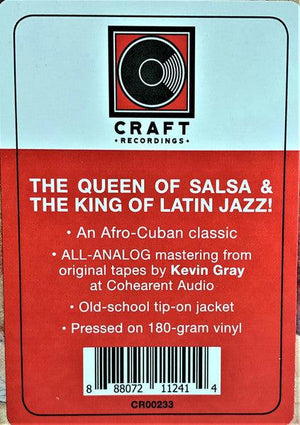 CRAFT
• RECORDINGS •
THE QUEEN OF SALSA &
THE KING OF LATIN JAZZ!
• An Afro-Cuban classic
• ALL-ANALOG mastering from
original tapes by Kevin Gray
at Cohearent Audio
• Old-school tip-on jacket
• Pressed on 180-gram vinyl
8 88072 11241 4
CR00233